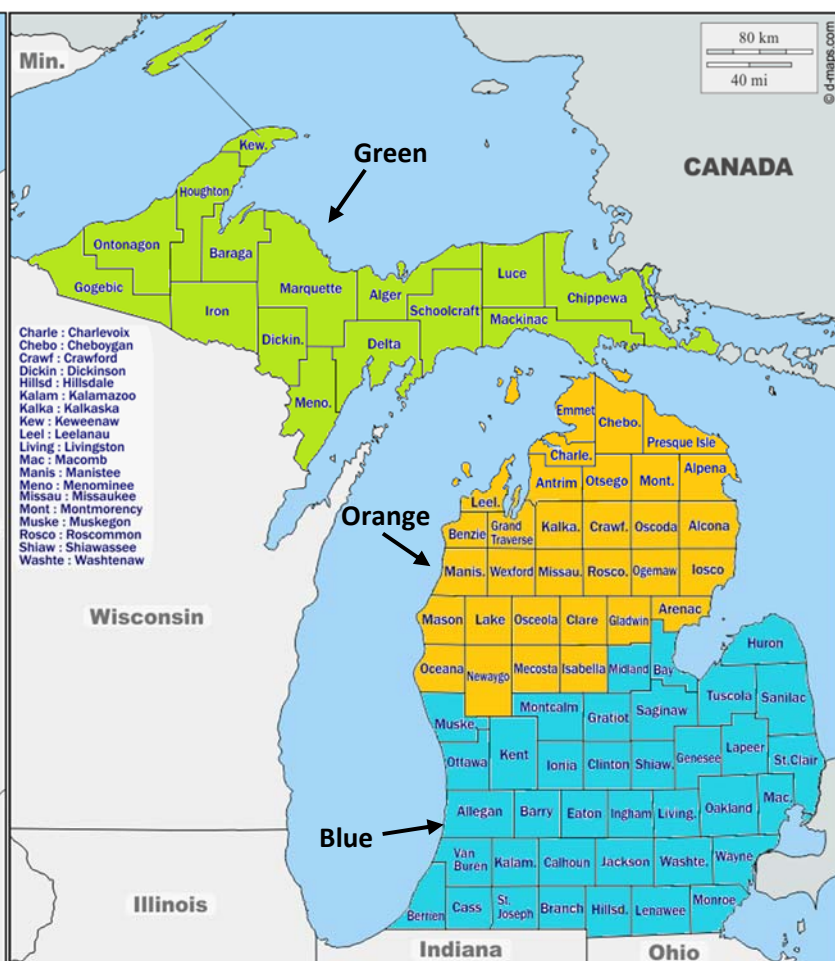 Min.
80 km
40 mi
© d-maps.com
CANADA
Green
Kew.
Houghton
Ontonagon
Baraga
Gogebic
Iron
Marquette
Alger
Luce
Schoolcraft
Chippewa
Mackinac
Dickin.
Delta
Meno.
Charle : Charlevoix
Chebo : Cheboygan
Crawf : Crawford
Dickin : Dickinson
Hillsd : Hillsdale
Kalam : Kalamazoo
Kalka : Kalkaska
Kew : Keweenaw
Leel : Leelanau
Living : Livingston
Mac : Macomb
Manis : Manistee
Meno : Menominee
Missau : Missaukee
Mont : Montmorency
Muske : Muskegon
Rosco : Roscommon
Shiaw : Shiawassee
Washte : Washtenaw
Wisconsin
Orange
Emmet
Chebo.
Presque Isle
Charle.
Antrim
Otsego
Mont.
Alpena
Leel.
Benzie
Grand
Traverse
Kalka.
Crawf.
Oscoda
Alcona
Manis.
Wexford
Missau.
Rosco.
Ogemaw
Iosco
Mason
Lake
Osceola
Clare
Gladwin
Arenac
Oceana
Newaygo
Mecosta
Isabella
Midland
Bay
Huron
Muske.
Montcalm
Gratiot
Saginaw
Tuscola
Sanilac
Ottawa
Kent
Ionia
Clinton
Shiaw.
Genesee
Lapeer
St.Clair
Blue
Allegan
Barry
Eaton
Ingham
Living.
Oakland
Mac.
Van
Buren
Kalam.
Calhoun
Jackson
Washte.
Wayne
Berrien
Cass
St.
Joseph
Branch
Hillsd.
Lenawee
Monroe
Illinois
Indiana
Ohio